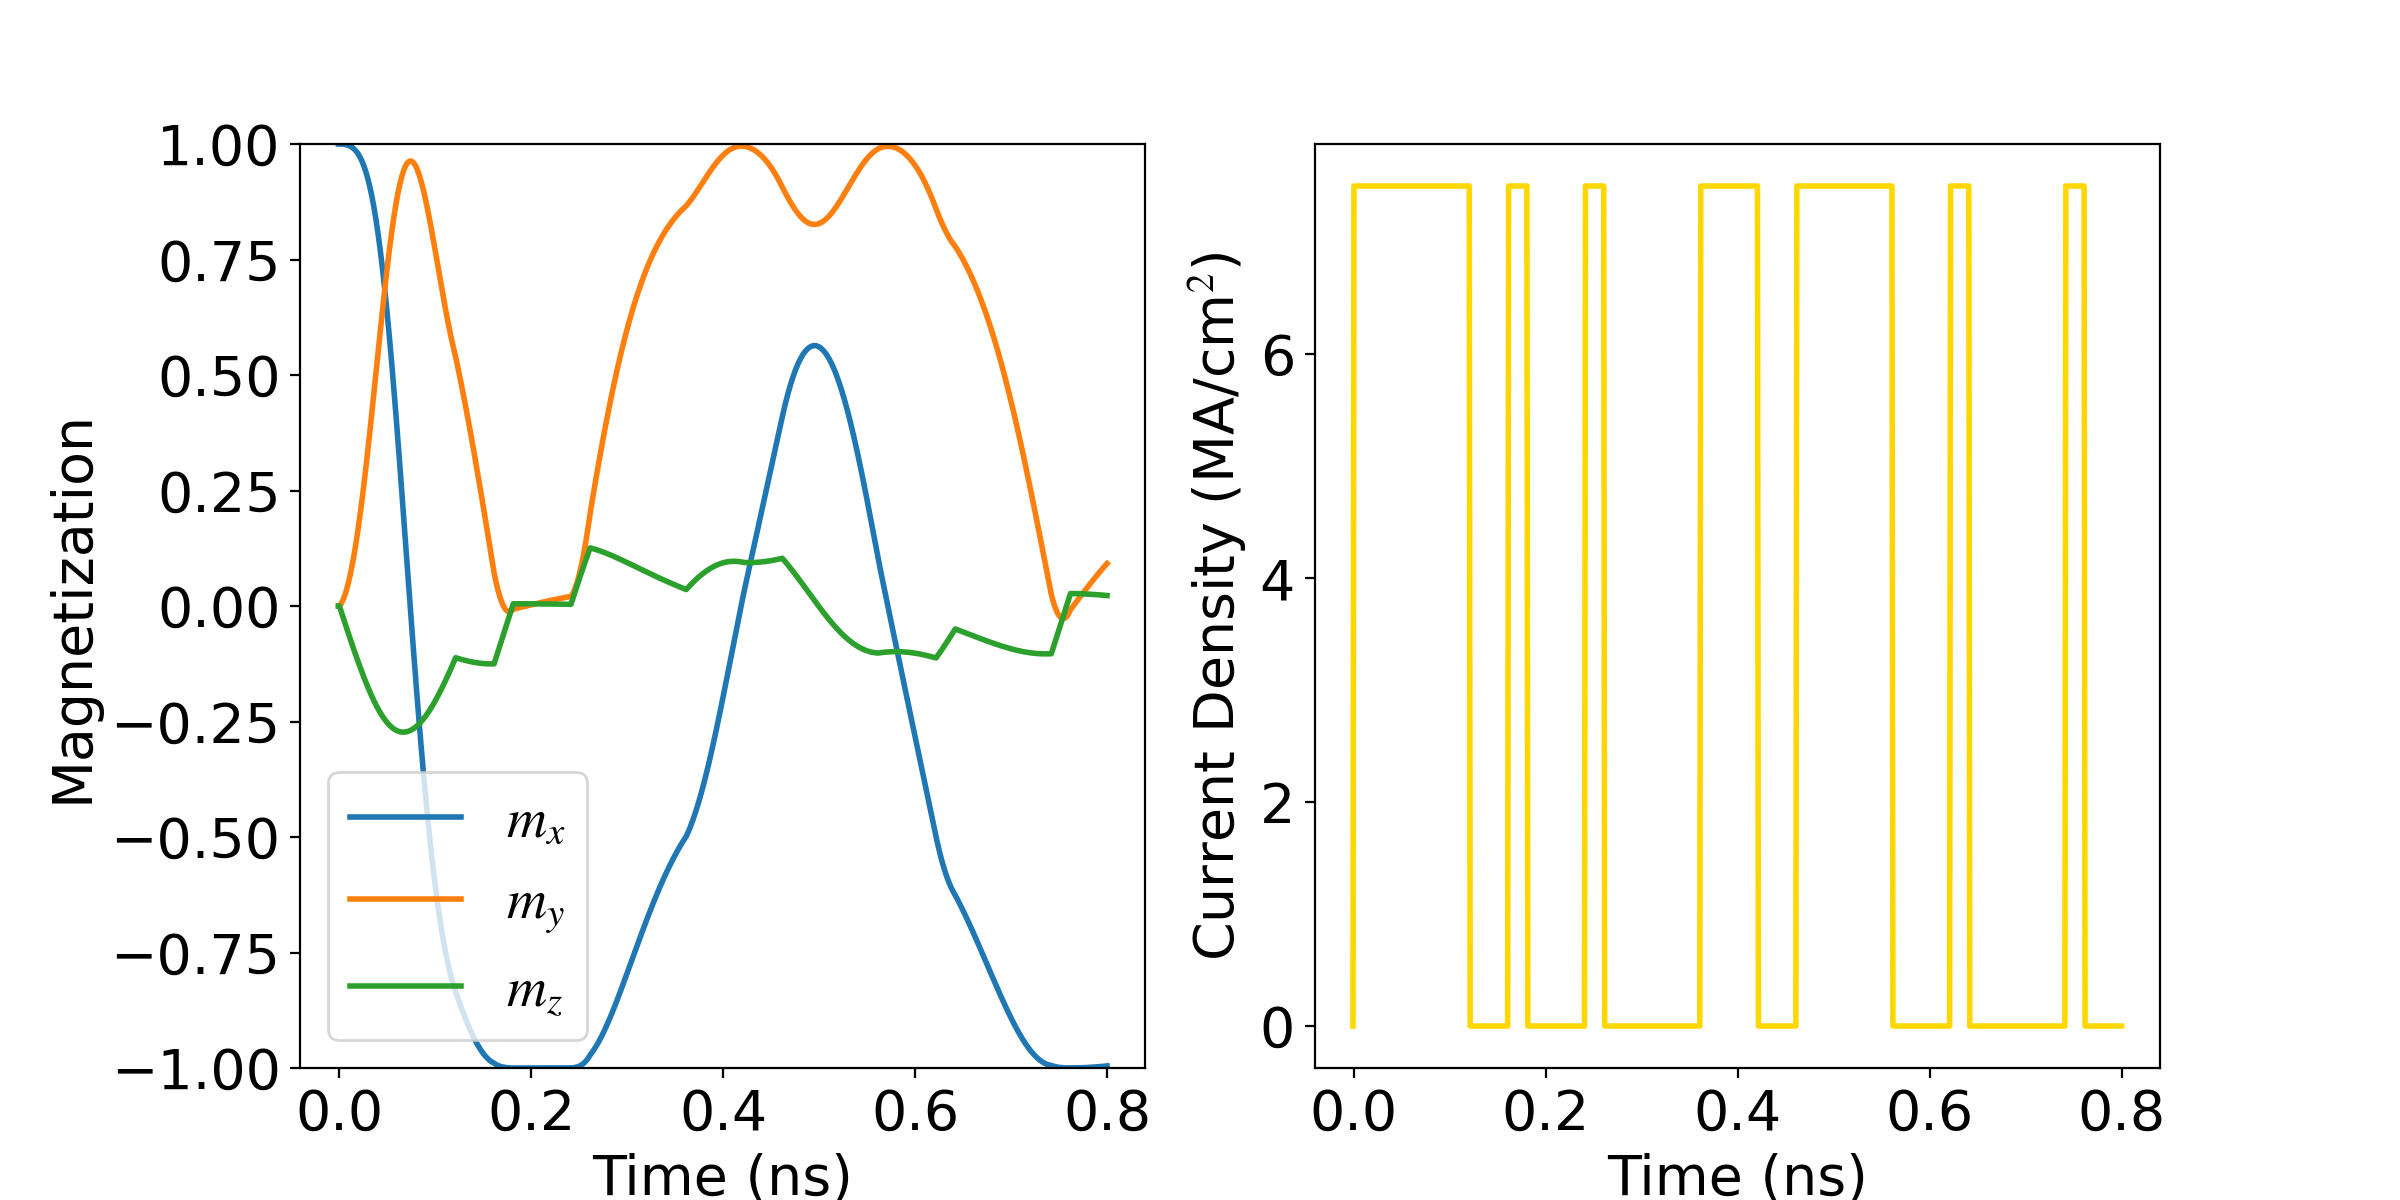 Magnetization
1.00
0.75
0.50
0.25
0.00
−0.25
−0.50
−0.75
−1.00
m_x
m_y
m_z
0.0 0.2 0.4 0.6 0.8
Time (ns)
Current Density (MA/cm²)
6
4
2
0
0.0 0.2 0.4 0.6 0.8
Time (ns)